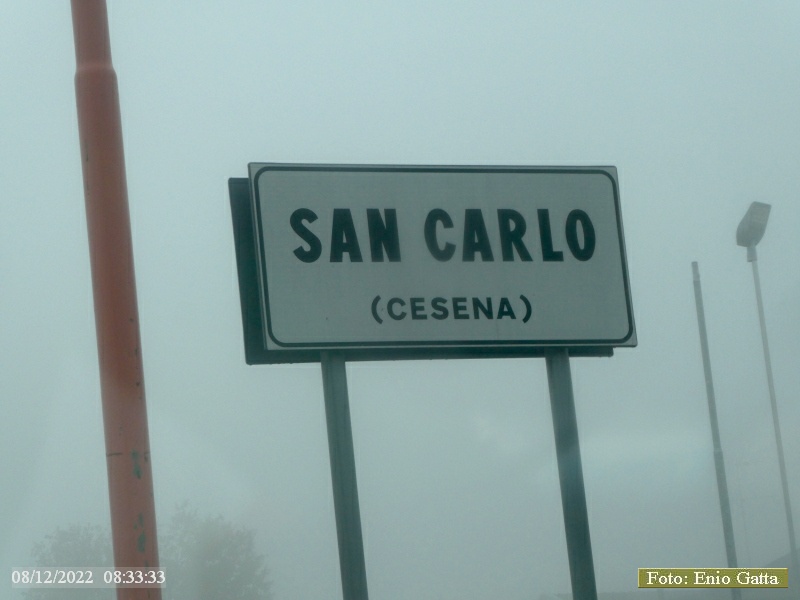 SAN CARLO
(CESENA)
08/12/2022 08:33:33
Foto: Enio Gatta